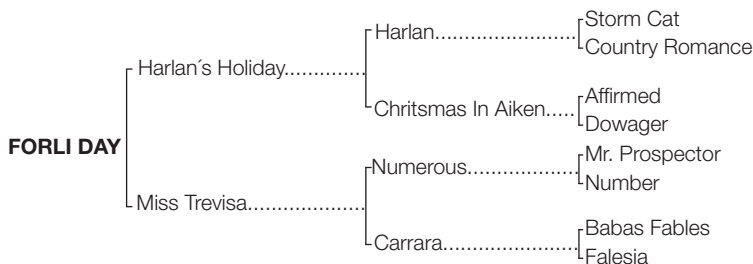 Storm Cat
Harlan
Country Romance
Harlan´s Holiday
Affirmed
Chritsmas In Aiken
Dowager
FORLI DAY
Mr. Prospector
Numerous
Number
Miss Trevisa
Babas Fables
Carrara
Falesia